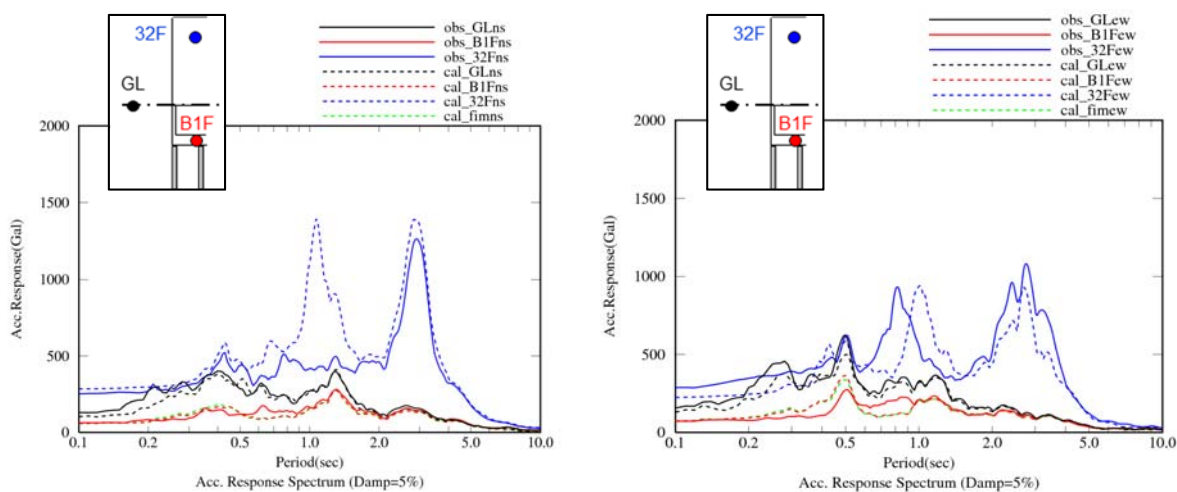 32F
GL
B1F
obs_GLns
obs_B1Fns
obs_32Fns
cal_GLns
cal_B1Fns
cal_32Fns
cal_fimns
2000
1500
1000
500
0
Acc.Response(Gal)
0.1 0.2 0.5 1.0 2.0 5.0 10.0
Period(sec)
Acc. Response Spectrum (Damp=5%)
32F
GL
B1F
obs_GLew
obs_B1Few
obs_32Few
cal_GLew
cal_B1Few
cal_32Few
cal_fimew
2000
1500
1000
500
0
Acc.Response(Gal)
0.1 0.2 0.5 1.0 2.0 5.0 10.0
Period(sec)
Acc. Response Spectrum (Damp=5%)